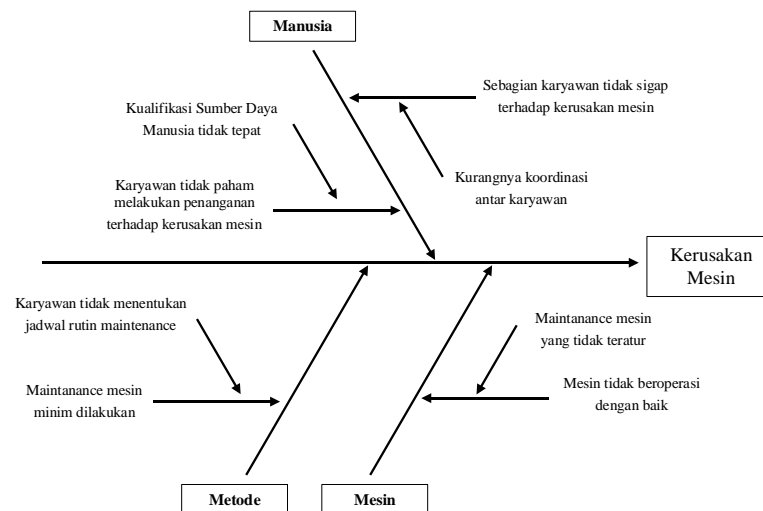 Manusia
Sebagian karyawan tidak sigap
terhadap kerusakan mesin
Kualifikasi Sumber Daya
Manusia tidak tepat
Kurangnya koordinasi
antar karyawan
Karyawan tidak paham
melakukan penanganan
terhadap kerusakan mesin
Kerusakan
Mesin
Karyawan tidak menentukan
jadwal rutin maintenance
Maintanance mesin
yang tidak teratur
Maintanance mesin
minim dilakukan
Mesin tidak beroperasi
dengan baik
Metode
Mesin